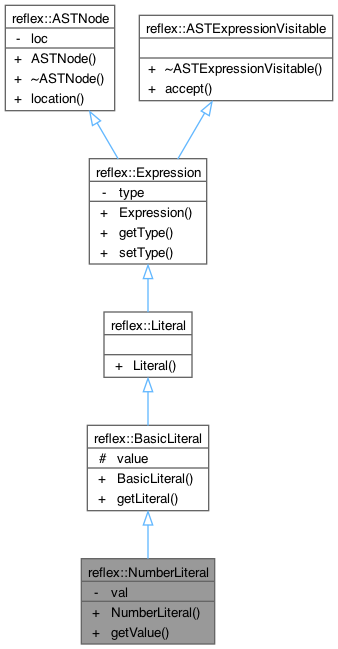 reflex::ASTNode
- loc
+ ASTNode()
+ ~ASTNode()
+ location()
reflex::ASTExpressionVisitable
+ ~ASTExpressionVisitable()
+ accept()
reflex::Expression
- type
+ Expression()
+ getType()
+ setType()
reflex::Literal
+ Literal()
reflex::BasicLiteral
# value
+ BasicLiteral()
+ getLiteral()
reflex::NumberLiteral
- val
+ NumberLiteral()
+ getValue()